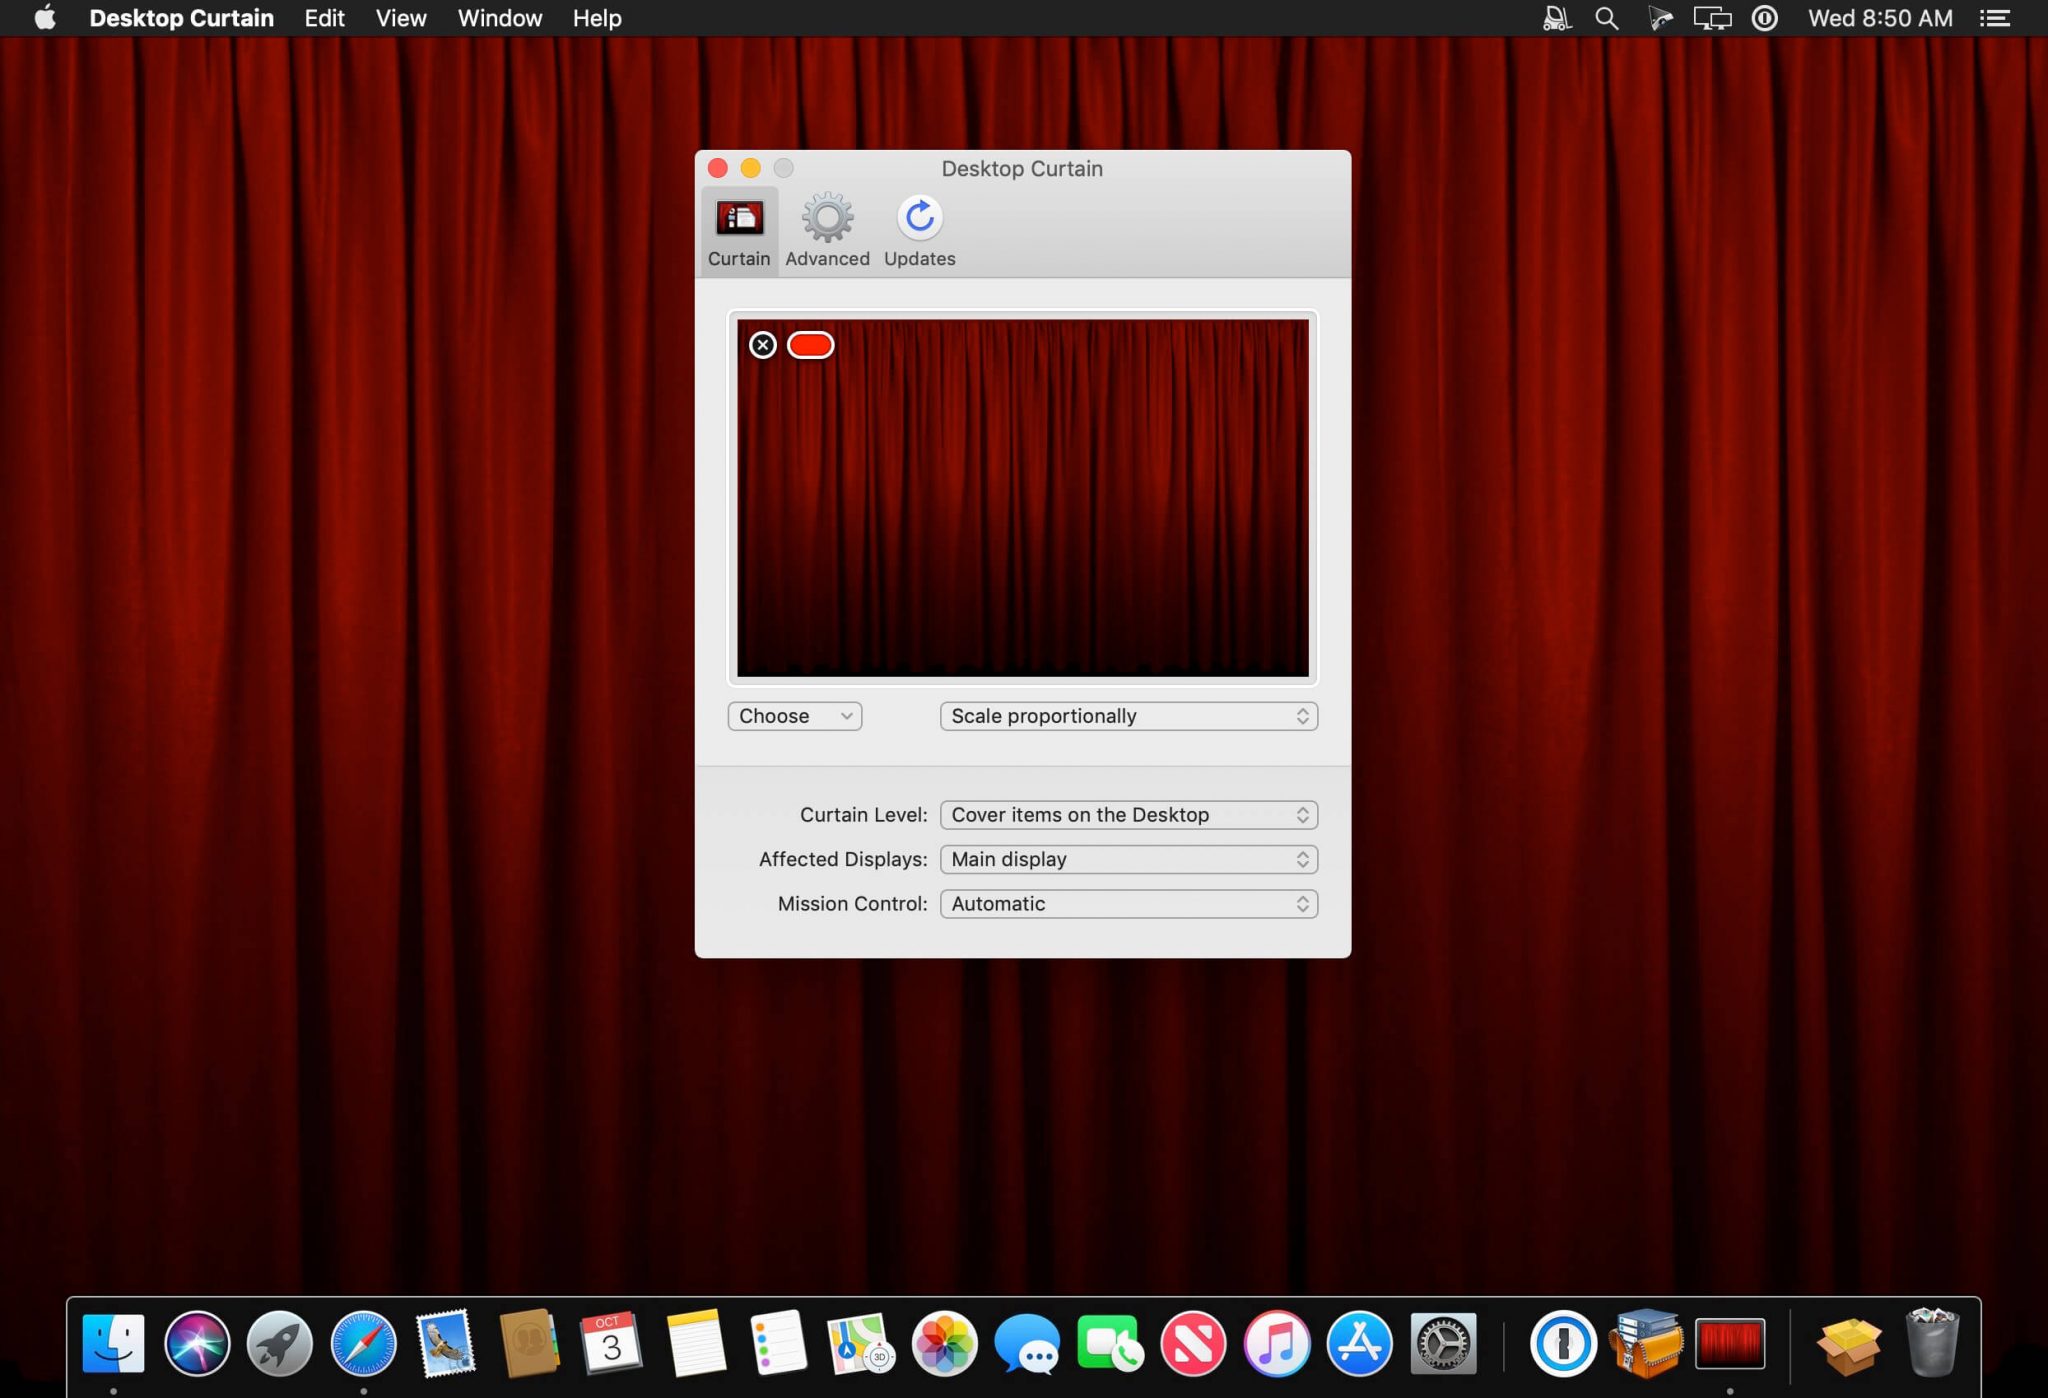 Desktop Curtain Edit View Window Help Wed 8:50 AM
Desktop Curtain
Curtain Advanced Updates
Choose Scale proportionally
Curtain Level: Cover items on the Desktop
Affected Displays: Main display
Mission Control: Automatic
OCT
3
3D